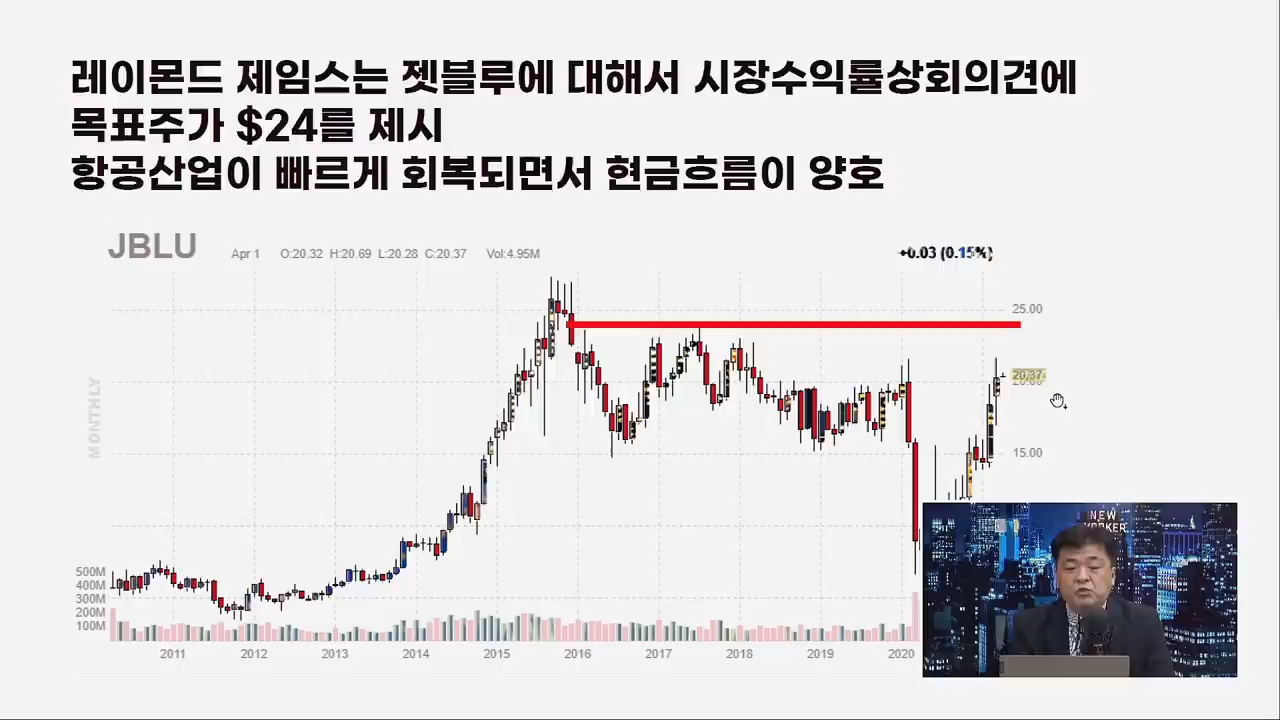 레이몬드 제임스는 젯블루에 대해서 시장수익률상회의견에
목표주가 $24를 제시
항공산업이 빠르게 회복되면서 현금흐름이 양호
JBLU Apr 1 O:20.32 H:20.69 L:20.28 C:20.37 Vol:4.95M +0.03 (0.15%)
25.00
20.37
20.00
15.00
MONTHLY
500M
400M
300M
200M
100M
2011 2012 2013 2014 2015 2016 2017 2018 2019 2020
NEW
YORKER